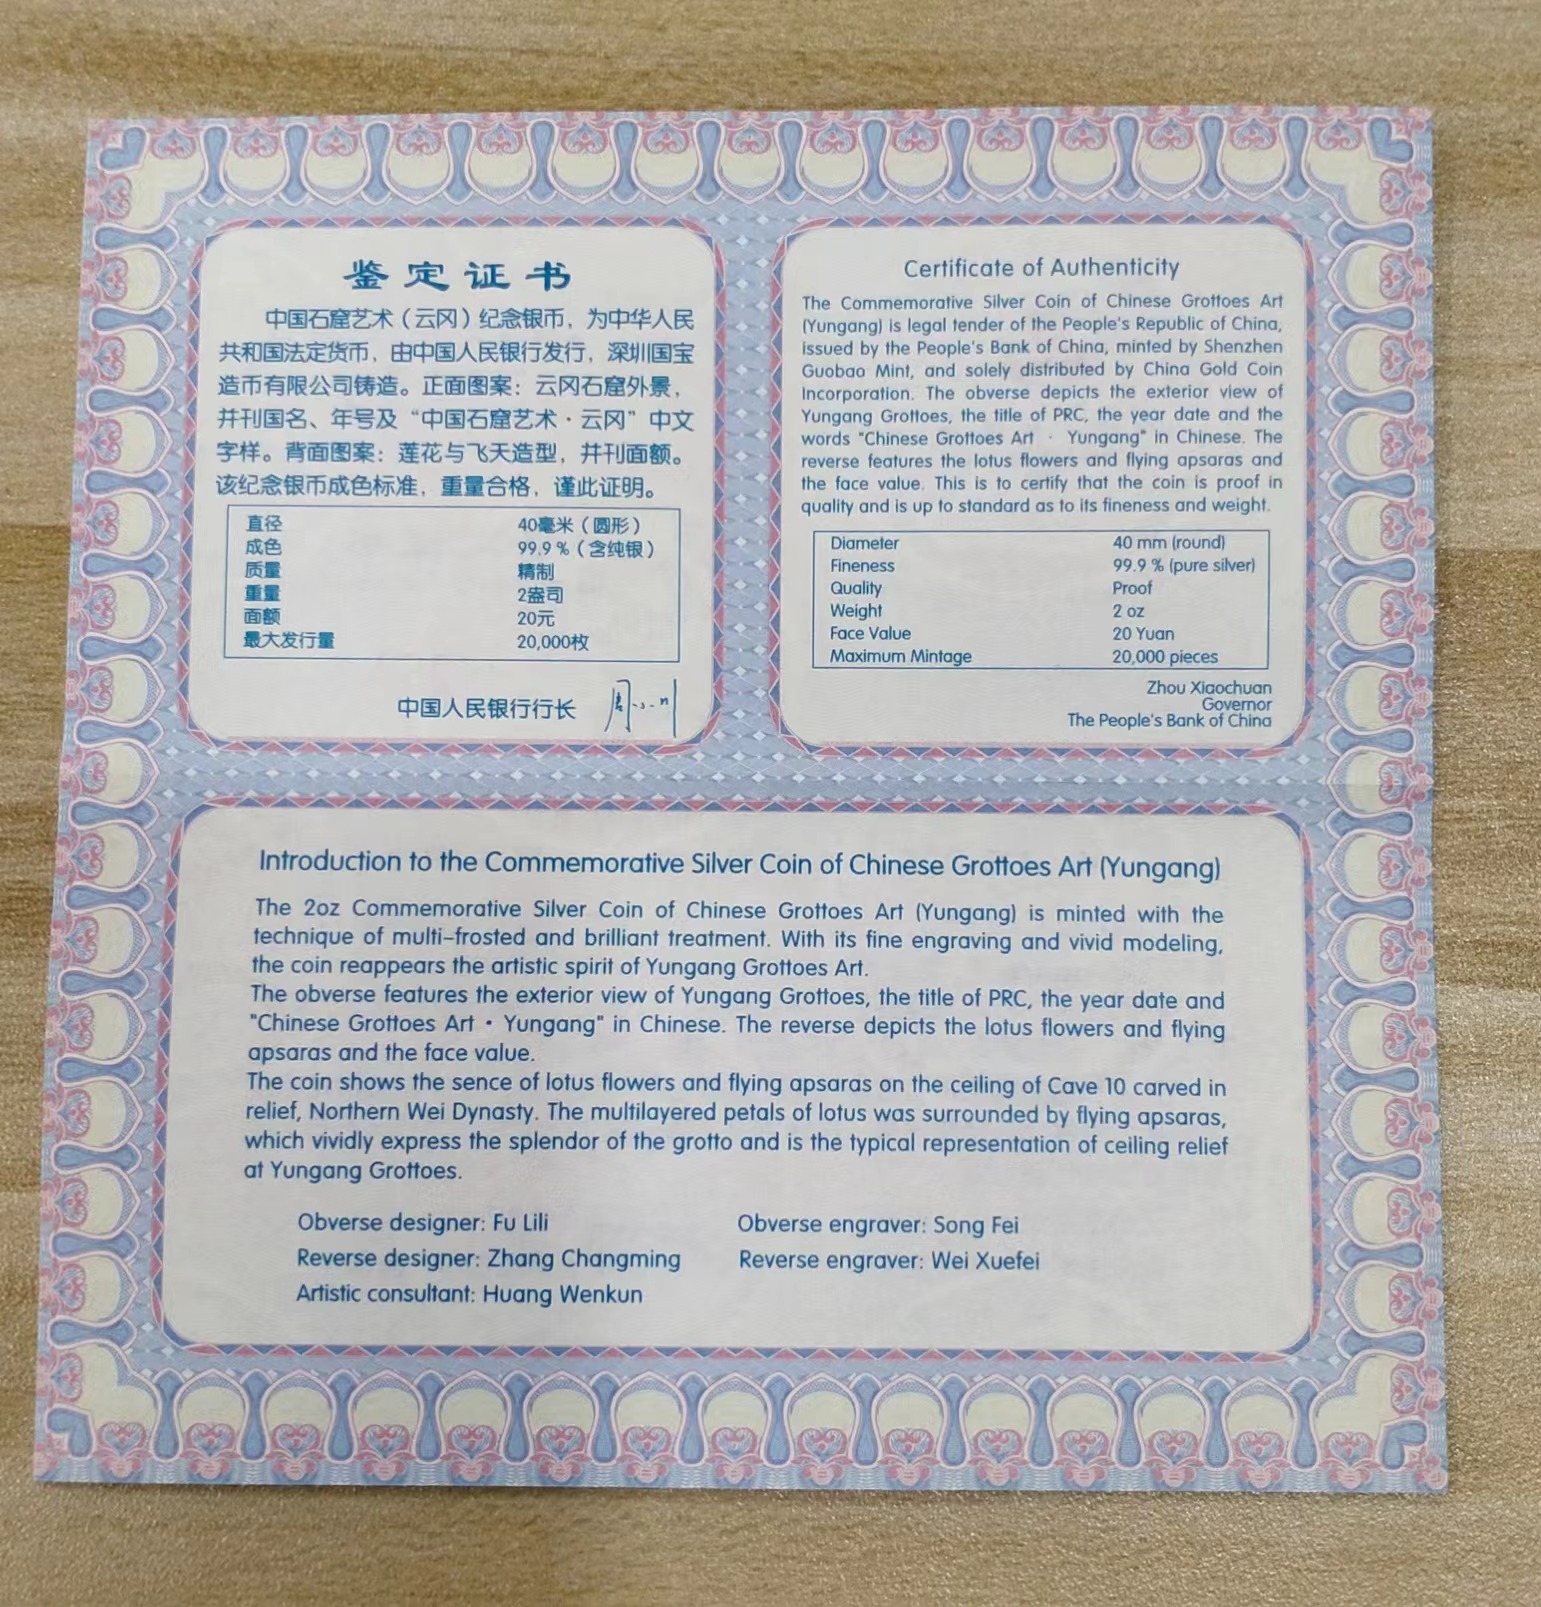 鉴定证书
中国石窟艺术（云冈）纪念银币，为中华人民
共和国法定货币，由中国人民银行发行，深圳国宝
造币有限公司铸造。正面图案：云冈石窟外景，
并刊国名、年号及“中国石窟艺术·云冈”中文
字样。背面图案：莲花与飞天造型，并刊面额。
该纪念银币成色标准，重量合格，谨此证明。
直径 40毫米（圆形）
成色 99.9％（含纯银）
质量 精制
重量 2盎司
面额 20元
最大发行量 20,000枚
中国人民银行行长 周小川
Certificate of Authenticity
The Commemorative Silver Coin of Chinese Grottoes Art
(Yungang) is legal tender of the People's Republic of China,
issued by the People's Bank of China, minted by Shenzhen
Guobao Mint, and solely distributed by China Gold Coin
Incorporation. The obverse depicts the exterior view of
Yungang Grottoes, the title of PRC, the year date and the
words "Chinese Grottoes Art · Yungang" in Chinese. The
reverse features the lotus flowers and flying apsaras and
the face value. This is to certify that the coin is proof in
quality and is up to standard as to its fineness and weight.
Diameter 40 mm (round)
Fineness 99.9 % (pure silver)
Quality Proof
Weight 2 oz
Face Value 20 Yuan
Maximum Mintage 20,000 pieces
Zhou Xiaochuan
Governor
The People's Bank of China
Introduction to the Commemorative Silver Coin of Chinese Grottoes Art (Yungang)
The 2oz Commemorative Silver Coin of Chinese Grottoes Art (Yungang) is minted with the
technique of multi-frosted and brilliant treatment. With its fine engraving and vivid modeling,
the coin reappears the artistic spirit of Yungang Grottoes Art.
The obverse features the exterior view of Yungang Grottoes, the title of PRC, the year date and
"Chinese Grottoes Art • Yungang" in Chinese. The reverse depicts the lotus flowers and flying
apsaras and the face value.
The coin shows the sence of lotus flowers and flying apsaras on the ceiling of Cave 10 carved in
relief, Northern Wei Dynasty. The multilayered petals of lotus was surrounded by flying apsaras,
which vividly express the splendor of the grotto and is the typical representation of ceiling relief
at Yungang Grottoes.
Obverse designer: Fu Lili Obverse engraver: Song Fei
Reverse designer: Zhang Changming Reverse engraver: Wei Xuefei
Artistic consultant: Huang Wenkun